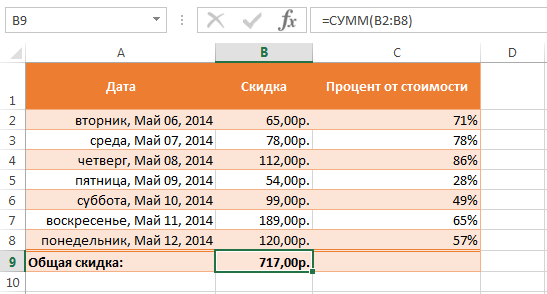 B9 fx =СУММ(B2:B8)
A B C D
1 Дата Скидка Процент от стоимости
2 вторник, Май 06, 2014 65,00р. 71%
3 среда, Май 07, 2014 78,00р. 78%
4 четверг, Май 08, 2014 112,00р. 86%
5 пятница, Май 09, 2014 54,00р. 28%
6 суббота, Май 10, 2014 99,00р. 49%
7 воскресенье, Май 11, 2014 189,00р. 65%
8 понедельник, Май 12, 2014 120,00р. 57%
9 Общая скидка: 717,00р.
10